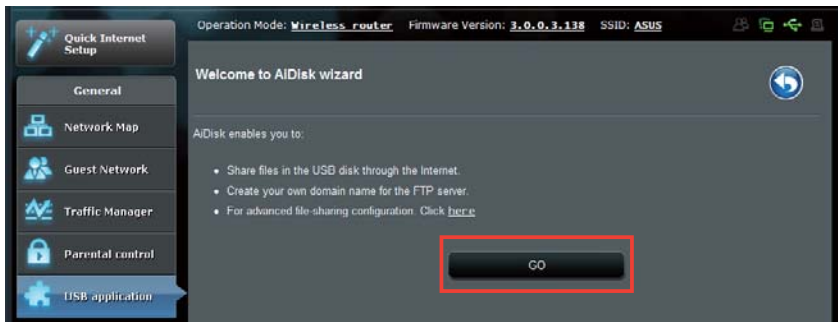 Quick Internet
Setup
Operation Mode: Wireless router Firmware Version: 3.0.0.3.138 SSID: ASUS
General
Network Map
Guest Network
Traffic Manager
Parental control
USB application
Welcome to AIDisk wizard
AiDisk enables you to:
• Share files in the USB disk through the Internet.
• Create your own domain name for the FTP server.
• For advanced file-sharing configuration. Click here
GO